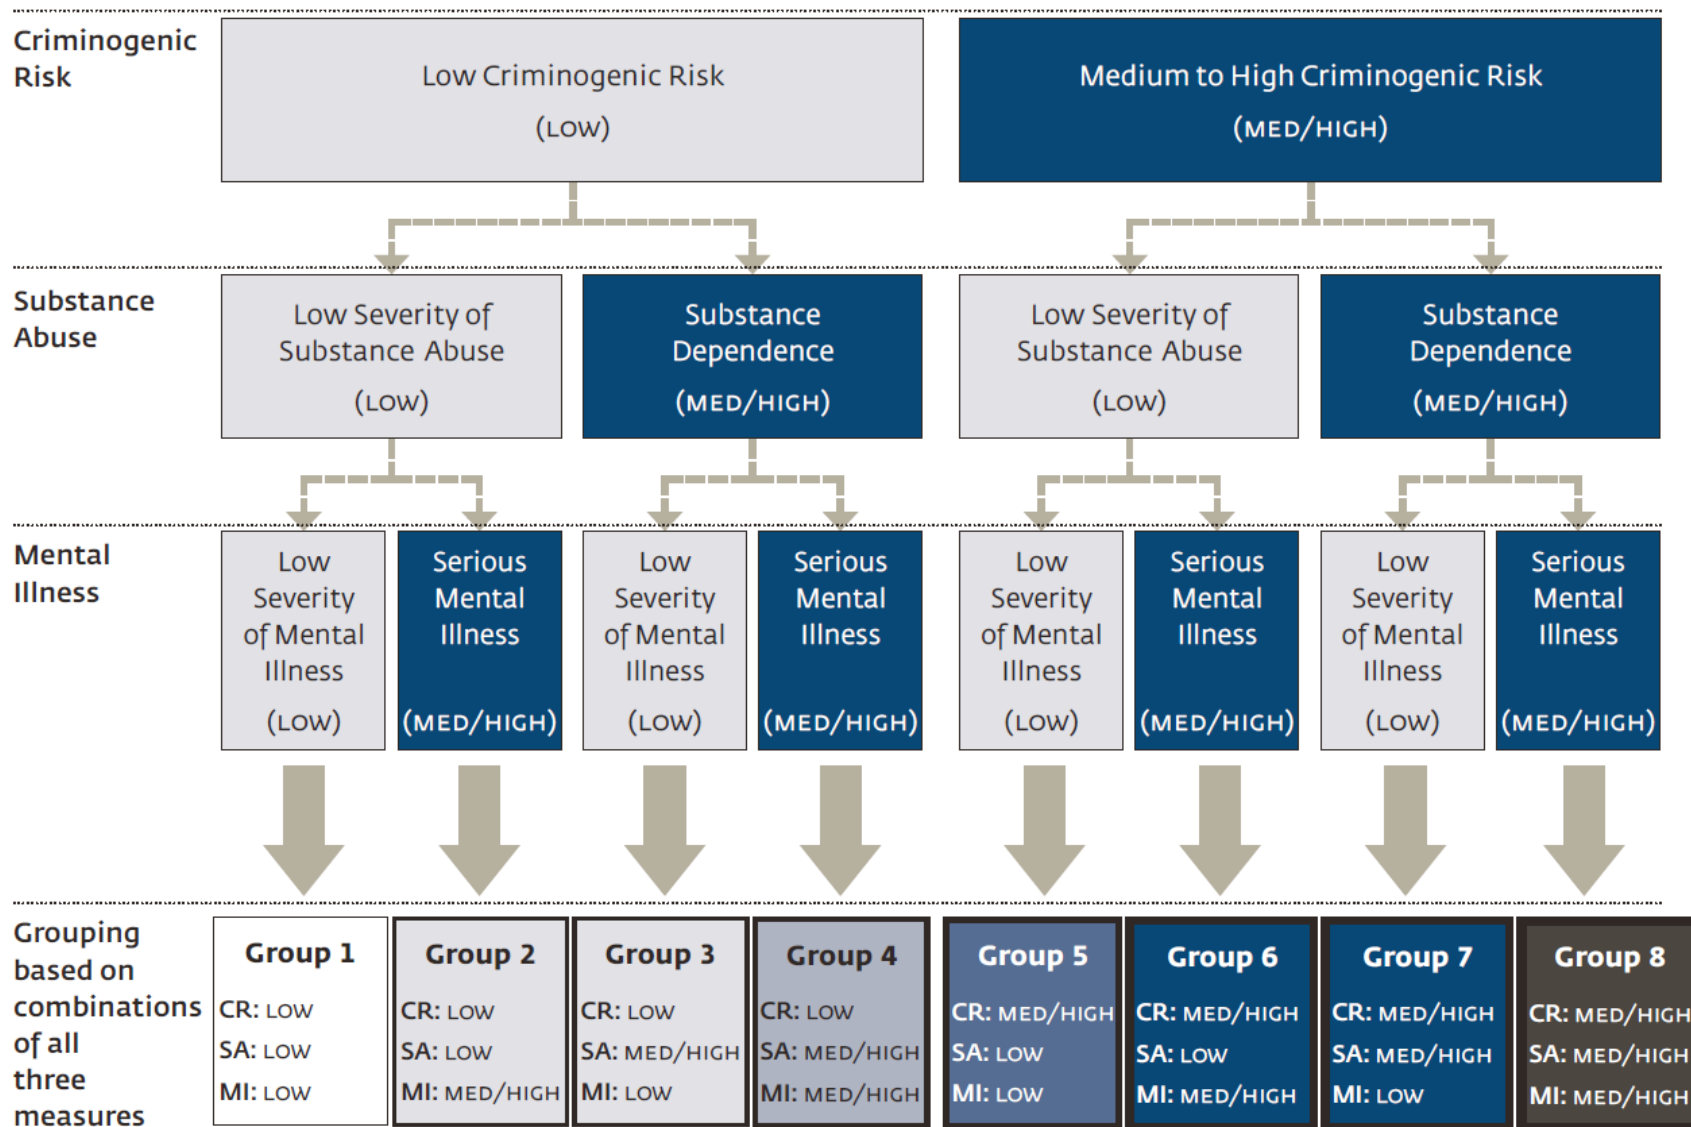 Criminogenic
Risk
Low Criminogenic Risk
(LOW)
Medium to High Criminogenic Risk
(MED/HIGH)
Substance
Abuse
Low Severity of
Substance Abuse
(LOW)
Substance
Dependence
(MED/HIGH)
Low Severity of
Substance Abuse
(LOW)
Substance
Dependence
(MED/HIGH)
Mental
Illness
Low
Severity
of Mental
Illness
(LOW)
Serious
Mental
Illness
(MED/HIGH)
Low
Severity
of Mental
Illness
(LOW)
Serious
Mental
Illness
(MED/HIGH)
Low
Severity
of Mental
Illness
(LOW)
Serious
Mental
Illness
(MED/HIGH)
Low
Severity
of Mental
Illness
(LOW)
Serious
Mental
Illness
(MED/HIGH)
Grouping
based on
combinations
of all
three
measures
Group 1
CR: LOW
SA: LOW
MI: LOW
Group 2
CR: LOW
SA: LOW
MI: MED/HIGH
Group 3
CR: LOW
SA: MED/HIGH
MI: LOW
Group 4
CR: LOW
SA: MED/HIGH
MI: MED/HIGH
Group 5
CR: MED/HIGH
SA: LOW
MI: LOW
Group 6
CR: MED/HIGH
SA: LOW
MI: MED/HIGH
Group 7
CR: MED/HIGH
SA: MED/HIGH
MI: LOW
Group 8
CR: MED/HIGH
SA: MED/HIGH
MI: MED/HIGH